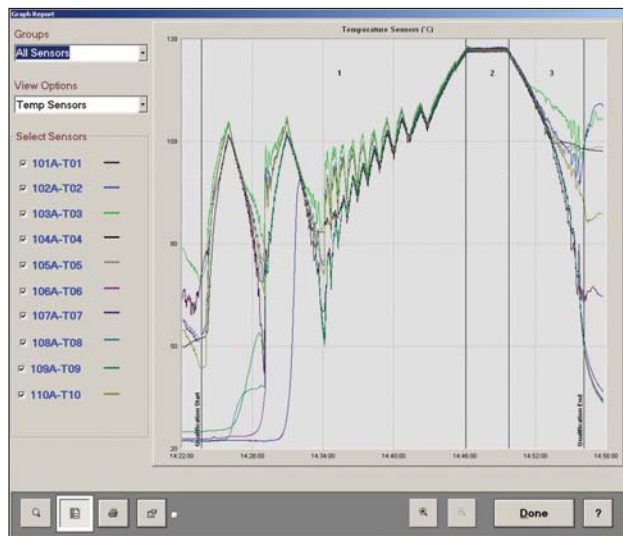 Graph Report
Groups
All Sensors
View Options
Temp Sensors
Select Sensors
101A-T01
102A-T02
103A-T03
104A-T04
105A-T05
106A-T06
107A-T07
108A-T08
109A-T09
110A-T10
Temperature Sensors (°C)
130
1
2
3
Qualification Start
Qualification End
20
14:22:00
14:28:00
14:34:00
14:40:00
14:46:00
14:52:00
14:58:00
Done
?